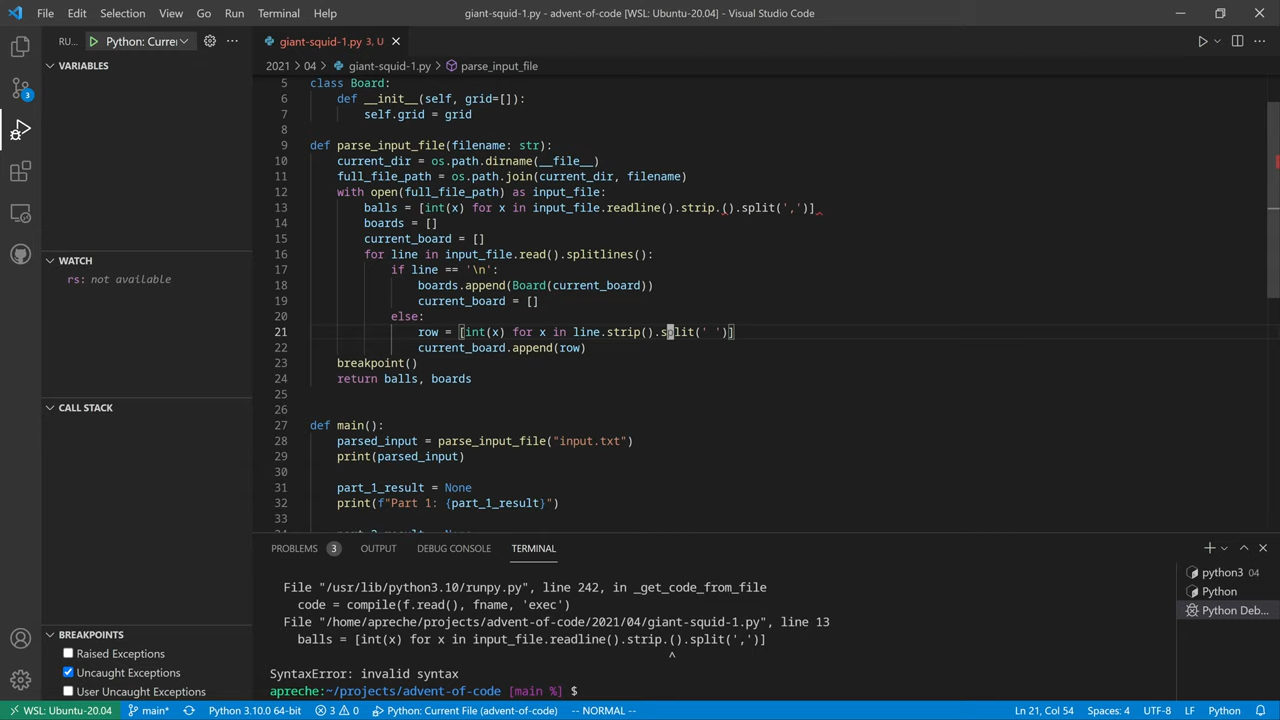 File Edit Selection View Go Run Terminal Help giant-squid-1.py - advent-of-code [WSL: Ubuntu-20.04] - Visual Studio Code
RU... Python: Curre giant-squid-1.py 3, U
2021 > 04 > giant-squid-1.py > parse_input_file
VARIABLES
WATCH
rs: not available
CALL STACK
BREAKPOINTS
Raised Exceptions
Uncaught Exceptions
User Uncaught Exceptions
3
5 class Board:
6 def __init__(self, grid=[]):
7 self.grid = grid
8
9 def parse_input_file(filename: str):
10 current_dir = os.path.dirname(__file__)
11 full_file_path = os.path.join(current_dir, filename)
12 with open(full_file_path) as input_file:
13 balls = [int(x) for x in input_file.readline().strip.().split(',')]
14 boards = []
15 current_board = []
16 for line in input_file.read().splitlines():
17 if line == '\n':
18 boards.append(Board(current_board))
19 current_board = []
20 else:
21 row = [int(x) for x in line.strip().split(' ')]
22 current_board.append(row)
23 breakpoint()
24 return balls, boards
25
26
27 def main():
28 parsed_input = parse_input_file("input.txt")
29 print(parsed_input)
30
31 part_1_result = None
32 print(f"Part 1: {part_1_result}")
33
PROBLEMS 3 OUTPUT DEBUG CONSOLE TERMINAL
File "/usr/lib/python3.10/runpy.py", line 242, in _get_code_from_file
code = compile(f.read(), fname, 'exec')
File "/home/apreche/projects/advent-of-code/2021/04/giant-squid-1.py", line 13
balls = [int(x) for x in input_file.readline().strip.().split(',')]
^
SyntaxError: invalid syntax
apreche:~/projects/advent-of-code [main %] $
python3 04
Python
Python Deb...
WSL: Ubuntu-20.04 main* Python 3.10.0 64-bit 3 0 Python: Current File (advent-of-code) -- NORMAL -- Ln 21, Col 54 Spaces: 4 UTF-8 LF Python